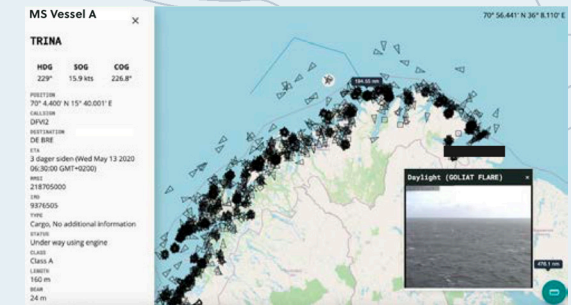 MS Vessel A
×
TRINA
HDG SOG COG
229° 15.9 kts 226.8°
POSITION
70° 4.400' N 15° 40.001' E
CALLSIGN
DFVI2
DESTINATION
DE BRE
ETA
3 dager siden (Wed May 13 2020
06:30:00 GMT+0200)
MMSI
218705000
IMO
9376505
TYPE
Cargo, No additional information
STATUS
Under way using engine
CLASS
Class A
LENGTH
160 m
BEAM
24 m
70° 56.441' N 36° 8.110' E
184.55 nm
Daylight (GOLIAT FLARE) ×
478.1 nm